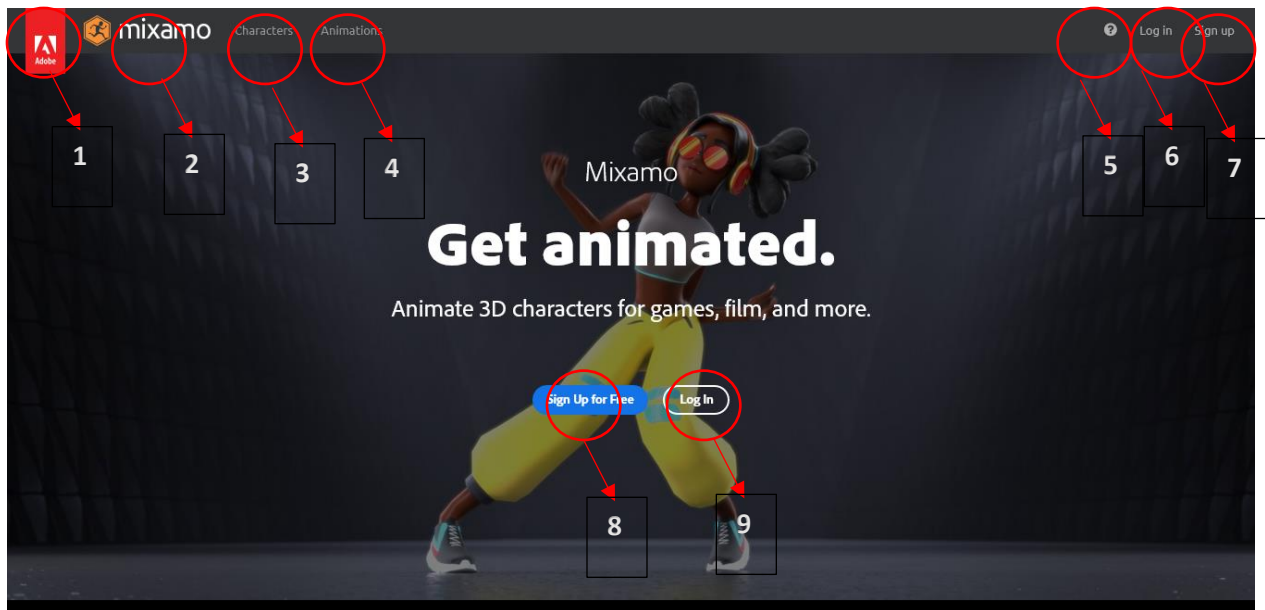 Adobe
mixamo Characters Animations ? Log in Sign up
1 2 3 4 5 6 7
Mixamo
Get animated.
Animate 3D characters for games, film, and more.
Sign Up for Free Log In
8 9